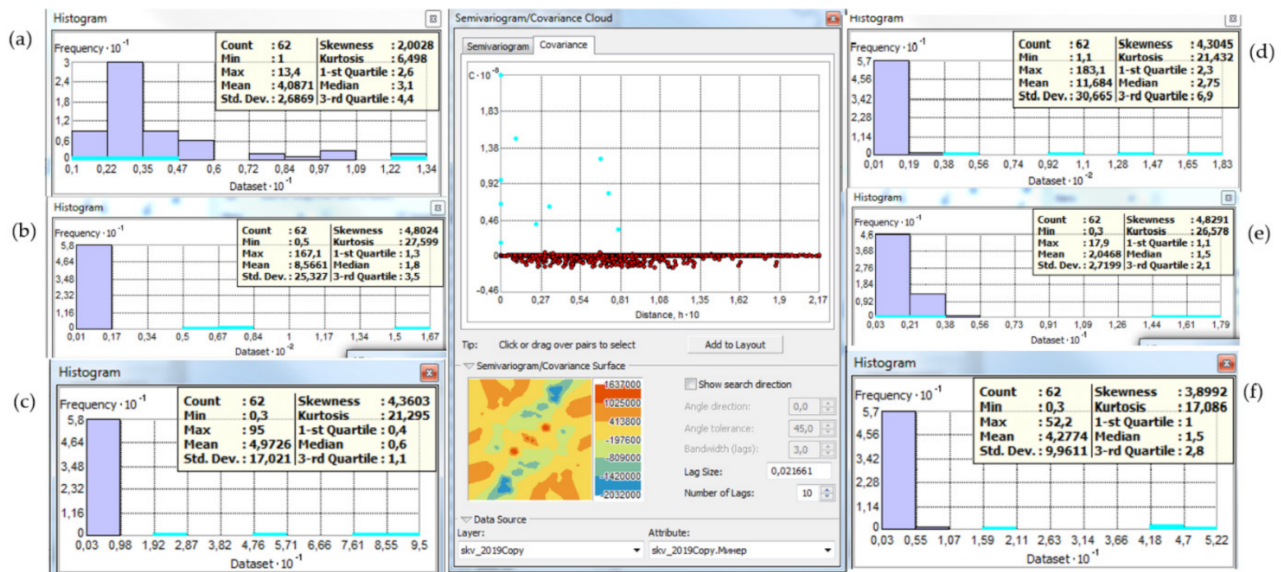 (a)
Histogram
Frequency · 10⁻¹
Count : 62 Skewness : 2,0028
Min : 1 Kurtosis : 6,498
Max : 13,4 1-st Quartile : 2,6
Mean : 4,0871 Median : 3,1
Std. Dev. : 2,6869 3-rd Quartile : 4,4
3
2,4
1,8
1,2
0,6
0
0,1 0,22 0,35 0,47 0,6 0,72 0,84 0,97 1,09 1,22 1,34
Dataset · 10⁻¹
(b)
Histogram
Frequency · 10⁻¹
Count : 62 Skewness : 4,8024
Min : 0,5 Kurtosis : 27,599
Max : 167,1 1-st Quartile : 1,3
Mean : 8,5661 Median : 1,8
Std. Dev. : 25,327 3-rd Quartile : 3,5
5,8
4,64
3,48
2,32
1,16
0
0,01 0,17 0,34 0,5 0,67 0,84 1 1,17 1,34 1,5 1,67
Dataset · 10⁻²
(c)
Histogram
Frequency · 10⁻¹
Count : 62 Skewness : 4,3603
Min : 0,3 Kurtosis : 21,295
Max : 95 1-st Quartile : 0,4
Mean : 4,9726 Median : 0,6
Std. Dev. : 17,021 3-rd Quartile : 1,1
5,8
4,64
3,48
2,32
1,16
0
0,03 0,98 1,92 2,87 3,82 4,76 5,71 6,66 7,61 8,55 9,5
Dataset · 10⁻¹
Semivariogram/Covariance Cloud
Semivariogram Covariance
C · 10⁻⁸
1,83
1,38
0,92
0,46
0
-0,46
0 0,27 0,54 0,81 1,08 1,35 1,62 1,9 2,17
Distance, h · 10
Tip: Click or drag over pairs to select Add to Layout
Semivariogram/Covariance Surface
1637000
1025000
413800
-197600
-809000
-1420000
-2032000
Show search direction
Angle direction: 0,0
Angle tolerance: 45,0
Bandwidth (lags): 3,0
Lag Size: 0,021661
Number of Lags: 10
Data Source
Layer: Attribute:
skv_2019Copy skv_2019Copy.Минер
(d)
Histogram
Frequency · 10⁻¹
Count : 62 Skewness : 4,3045
Min : 1,1 Kurtosis : 21,432
Max : 183,1 1-st Quartile : 2,3
Mean : 11,684 Median : 2,75
Std. Dev. : 30,665 3-rd Quartile : 6,9
5,7
4,56
3,42
2,28
1,14
0
0,01 0,19 0,38 0,56 0,74 0,92 1,1 1,28 1,47 1,65 1,83
Dataset · 10⁻²
(e)
Histogram
Frequency · 10⁻¹
Count : 62 Skewness : 4,8291
Min : 0,3 Kurtosis : 26,578
Max : 17,9 1-st Quartile : 1,1
Mean : 2,0468 Median : 1,5
Std. Dev. : 2,7199 3-rd Quartile : 2,1
4,6
3,68
2,76
1,84
0,92
0
0,03 0,21 0,38 0,56 0,73 0,91 1,09 1,26 1,44 1,61 1,79
Dataset · 10⁻¹
(f)
Histogram
Frequency · 10⁻¹
Count : 62 Skewness : 3,8992
Min : 0,3 Kurtosis : 17,086
Max : 52,2 1-st Quartile : 1
Mean : 4,2774 Median : 1,5
Std. Dev. : 9,9611 3-rd Quartile : 2,8
5,7
4,56
3,42
2,28
1,14
0
0,03 0,55 1,07 1,59 2,11 2,63 3,14 3,66 4,18 4,7 5,22
Dataset · 10⁻¹